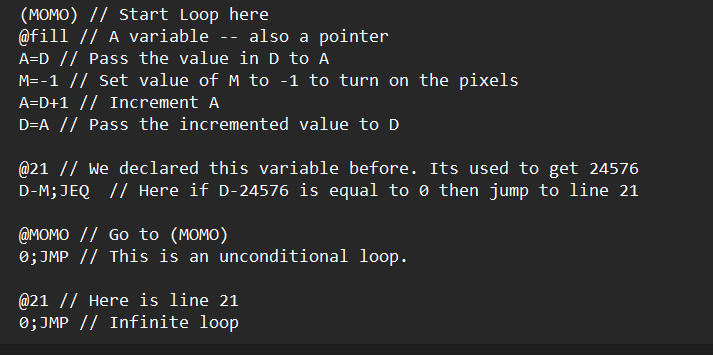 (MOMO) // Start Loop here
@fill // A variable -- also a pointer
A=D // Pass the value in D to A
M=-1 // Set value of M to -1 to turn on the pixels
A=D+1 // Increment A
D=A // Pass the incremented value to D
@21 // We declared this variable before. Its used to get 24576
D-M;JEQ  // Here if D-24576 is equal to 0 then jump to line 21
@MOMO // Go to (MOMO)
0;JMP // This is an unconditional loop.
@21 // Here is line 21
0;JMP // Infinite loop